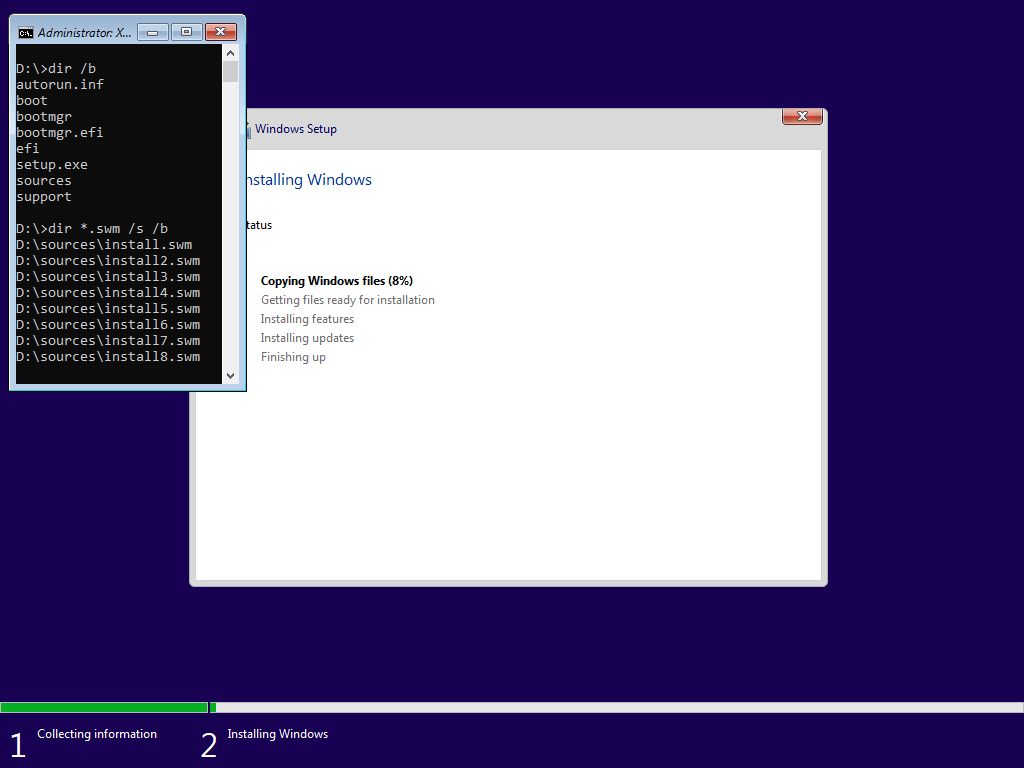 Administrator: X...
D:\>dir /b
autorun.inf
boot
bootmgr
bootmgr.efi
efi
setup.exe
sources
support
D:\>dir *.swm /s /b
D:\sources\install.swm
D:\sources\install2.swm
D:\sources\install3.swm
D:\sources\install4.swm
D:\sources\install5.swm
D:\sources\install6.swm
D:\sources\install7.swm
D:\sources\install8.swm
Windows Setup
nstalling Windows
tatus
Copying Windows files (8%)
Getting files ready for installation
Installing features
Installing updates
Finishing up
1 Collecting information
2 Installing Windows